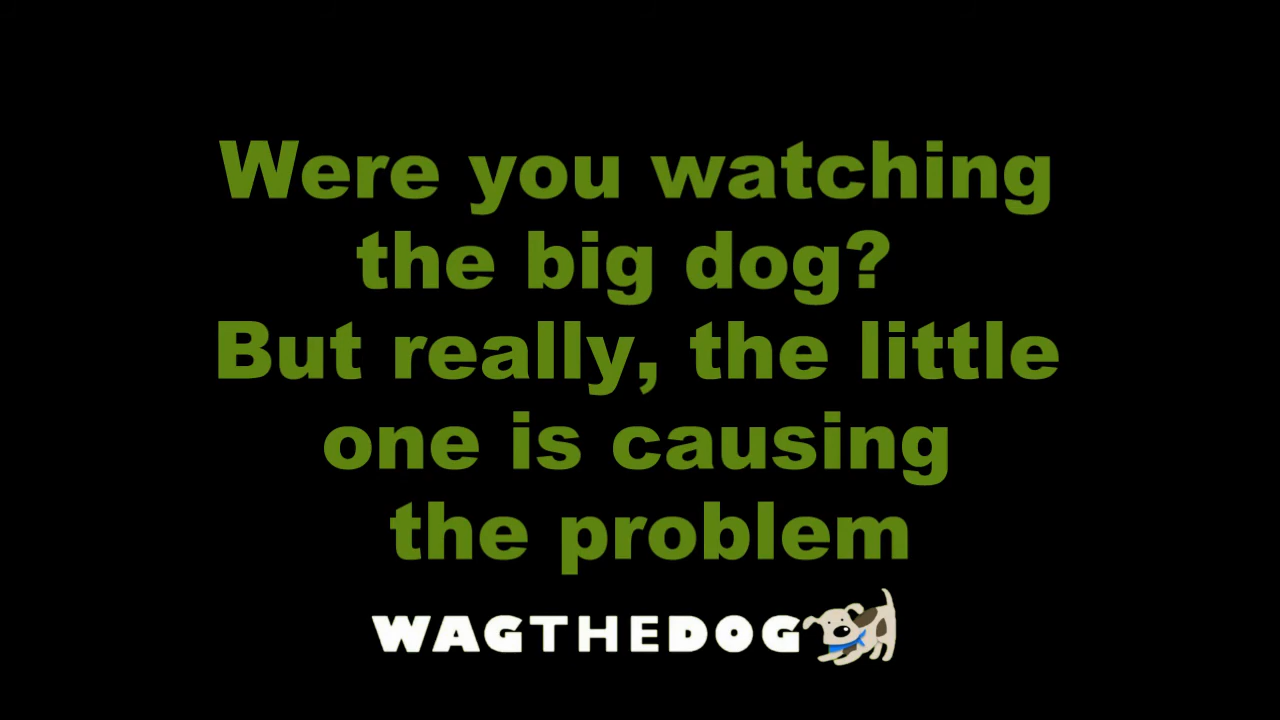 Were you watching
the big dog?
But really, the little
one is causing
the problem
WAGTHEDOG